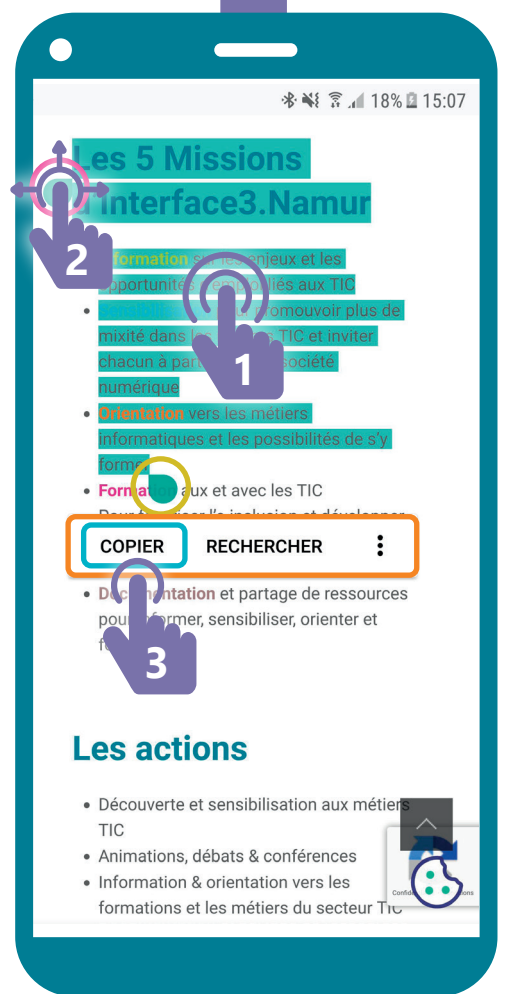 18% 15:07
Les 5 Missions
d'Interface3.Namur
2
Information sur les enjeux et les
opportunités liés aux TIC
1
promouvoir plus de
mixité dans TIC et inviter
chacun à société
numérique
• Orientation vers les métiers
informatiques et les possibilités de s'y
former
• Formation aux et avec les TIC
COPIER RECHERCHER
• Documentation et partage de ressources
pour informer, sensibiliser, orienter et
3
Les actions
• Découverte et sensibilisation aux métiers
TIC
• Animations, débats & conférences
• Information & orientation vers les
formations et les métiers du secteur TIC